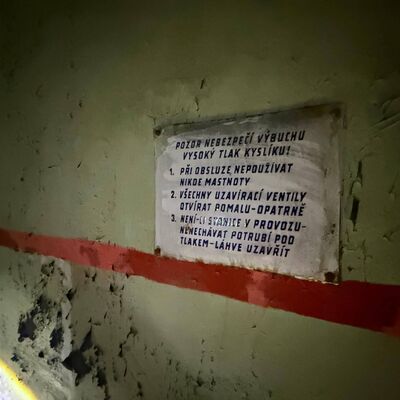 POZOR NEBEZPEČÍ VÝBUCHU
VYSOKÝ TLAK KYSLÍKU!
1. PŘI OBSLUZE NEPOUŽÍVAT
NIKDE MASTNOTY
2. VŠECHNY UZAVÍRACÍ VENTILY
OTVÍRAT POMALU-OPATRNĚ
3. NENÍ-LI STANICE V PROVOZU-
NENECHÁVAT POTRUBÍ POD
TLAKEM-LÁHVE UZAVŘÍT